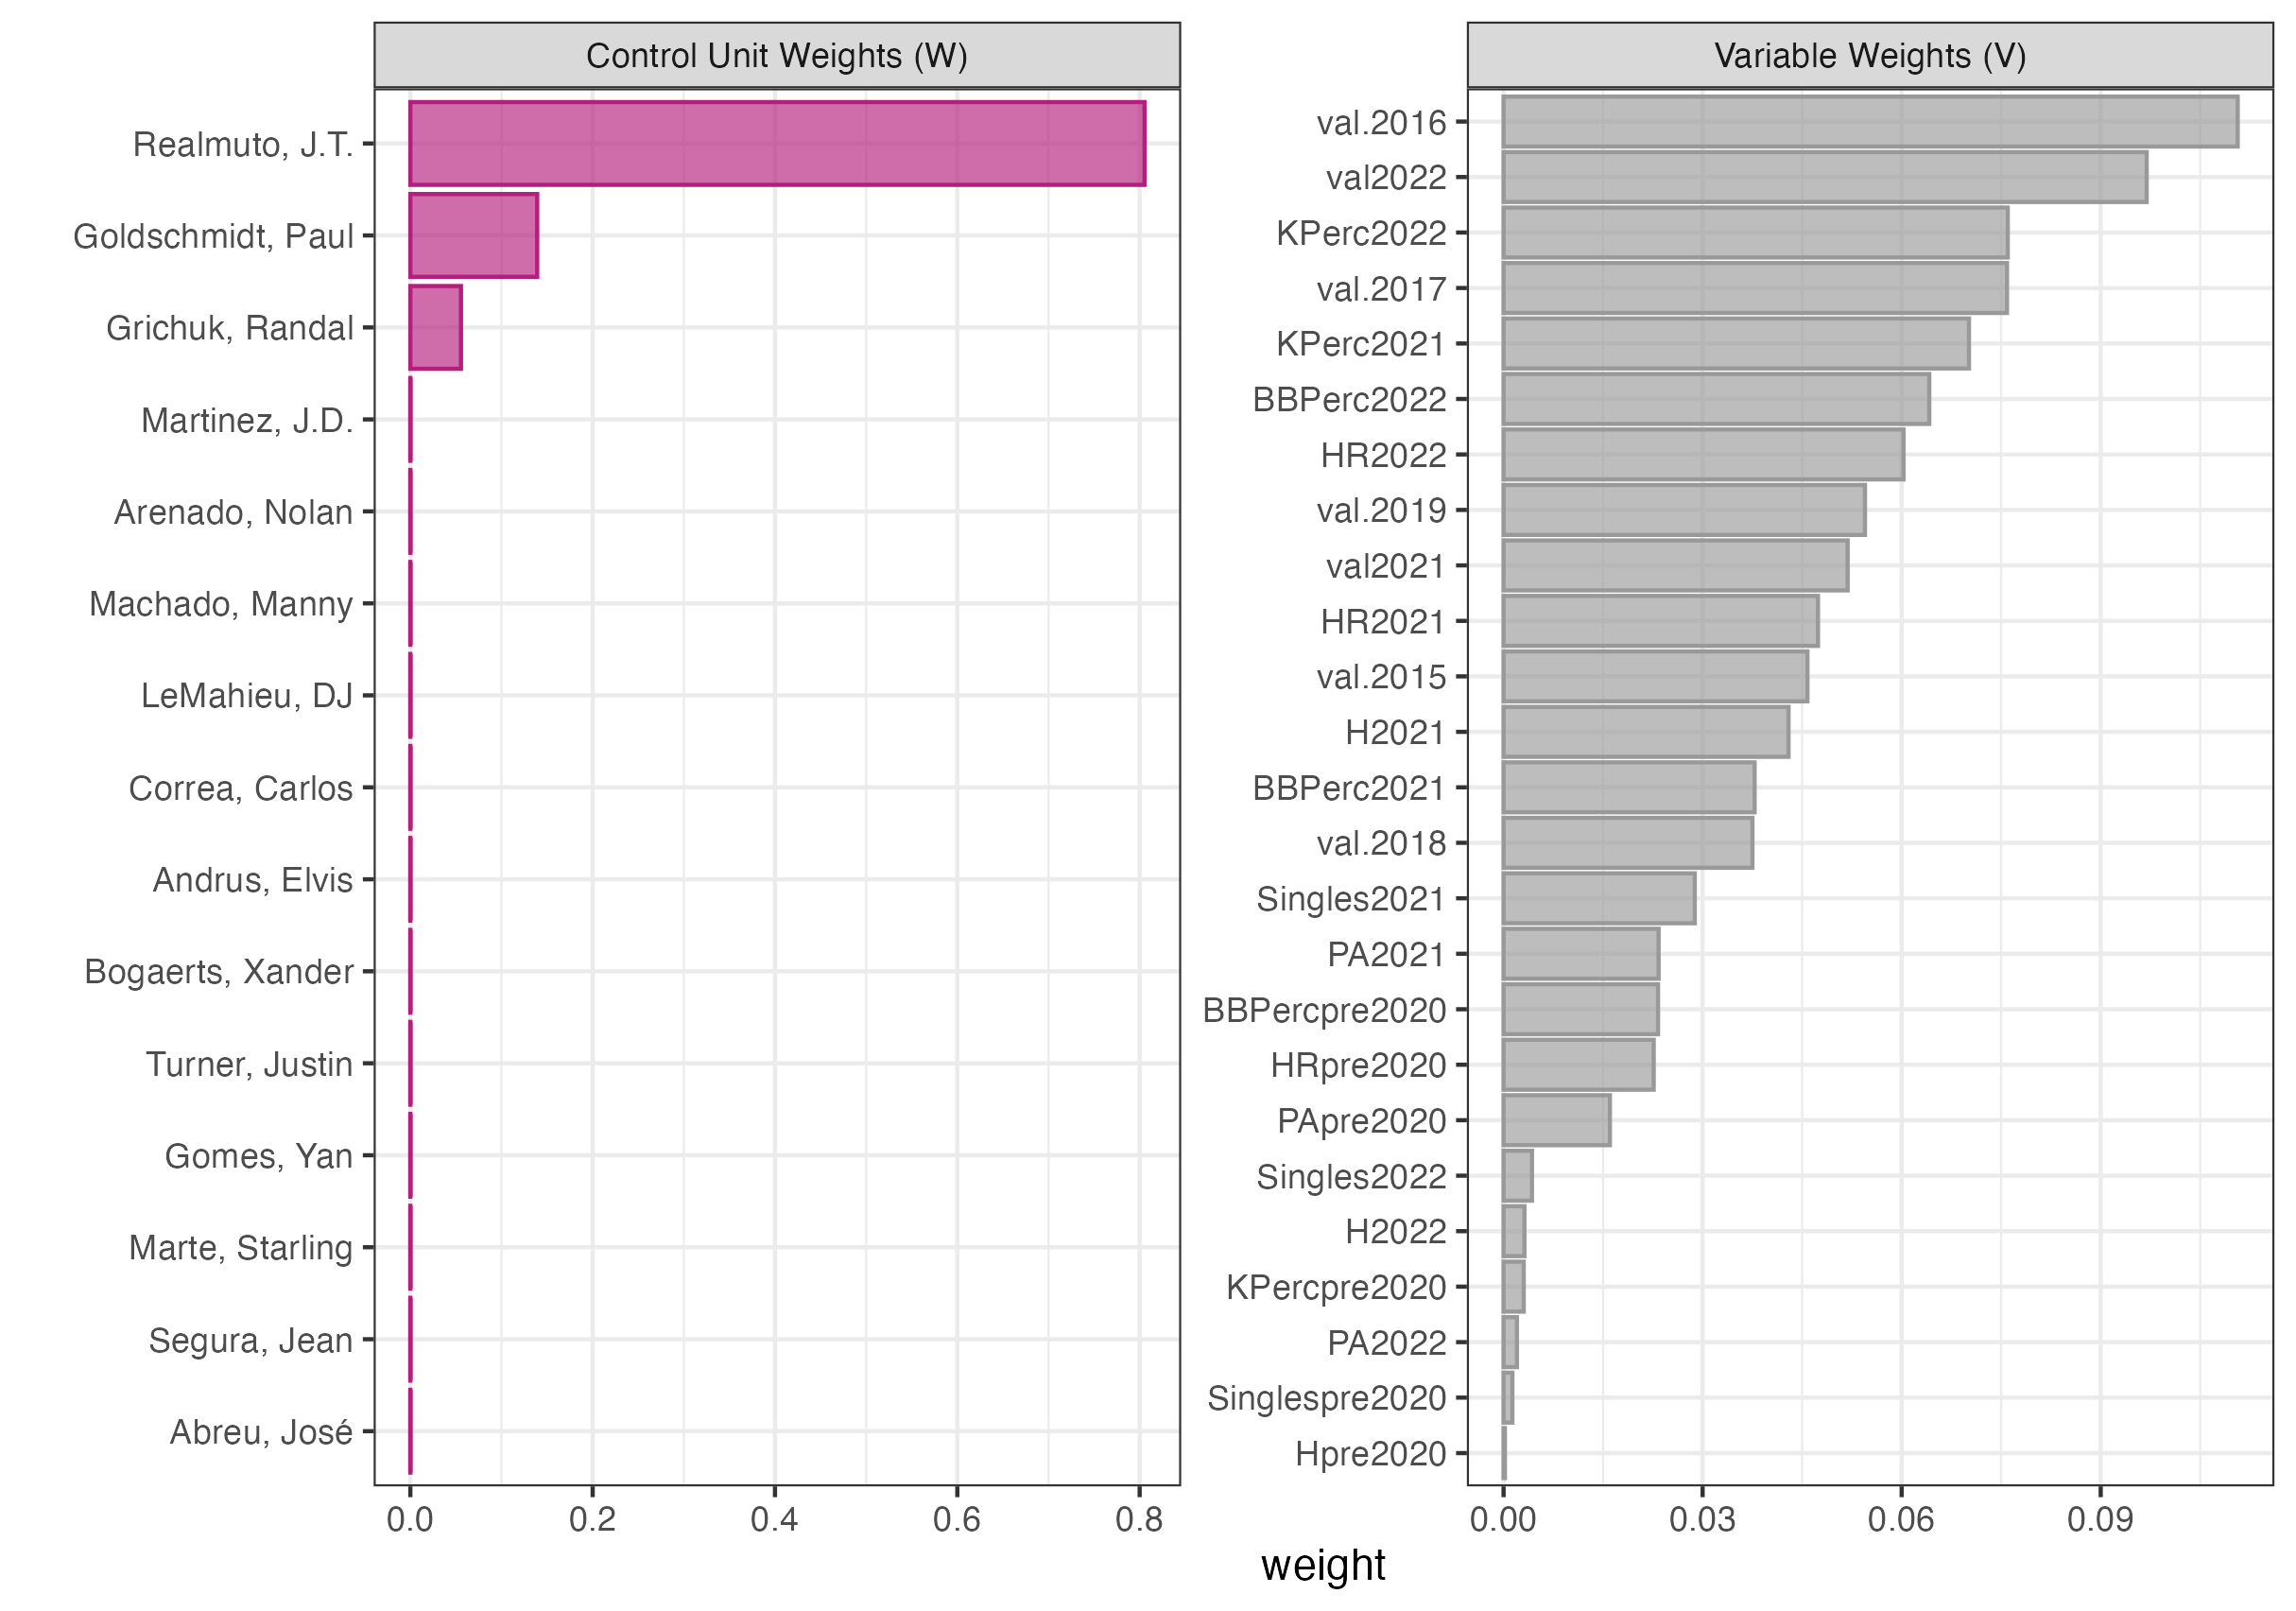 Control Unit Weights (W)
Realmuto, J.T.
Goldschmidt, Paul
Grichuk, Randal
Martinez, J.D.
Arenado, Nolan
Machado, Manny
LeMahieu, DJ
Correa, Carlos
Andrus, Elvis
Bogaerts, Xander
Turner, Justin
Gomes, Yan
Marte, Starling
Segura, Jean
Abreu, José
0.0 0.2 0.4 0.6 0.8
Variable Weights (V)
val.2016
val2022
KPerc2022
val.2017
KPerc2021
BBPerc2022
HR2022
val.2019
val2021
HR2021
val.2015
H2021
BBPerc2021
val.2018
Singles2021
PA2021
BBPercpre2020
HRpre2020
PApre2020
Singles2022
H2022
KPercpre2020
PA2022
Singlespre2020
Hpre2020
0.00 0.03 0.06 0.09
weight